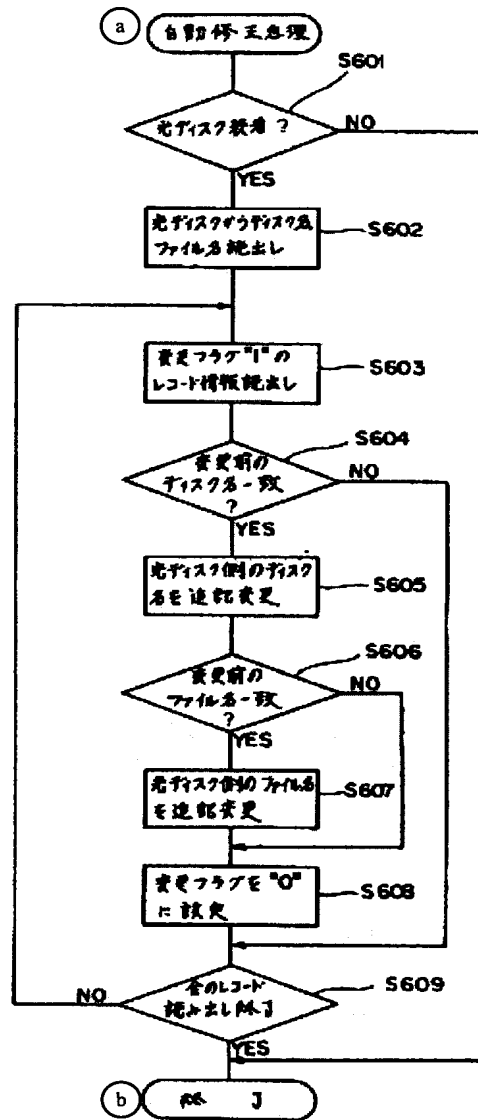 a
自動修正処理
S601
光ディスク装着?
NO
YES
光ディスクからディスク名
ファイル名読出し
S602
変更フラグ"1"の
レコード情報読出し
S603
S604
変更前の
ディスク名一致
?
NO
YES
光ディスク側のディスク
名を追記変更
S605
S606
変更前の
ファイル名一致
?
NO
YES
光ディスク側のファイル名
を追記変更
S607
変更フラグを"0"
に設定
S608
全のレコード
読み出し終了
S609
NO
YES
b
終了